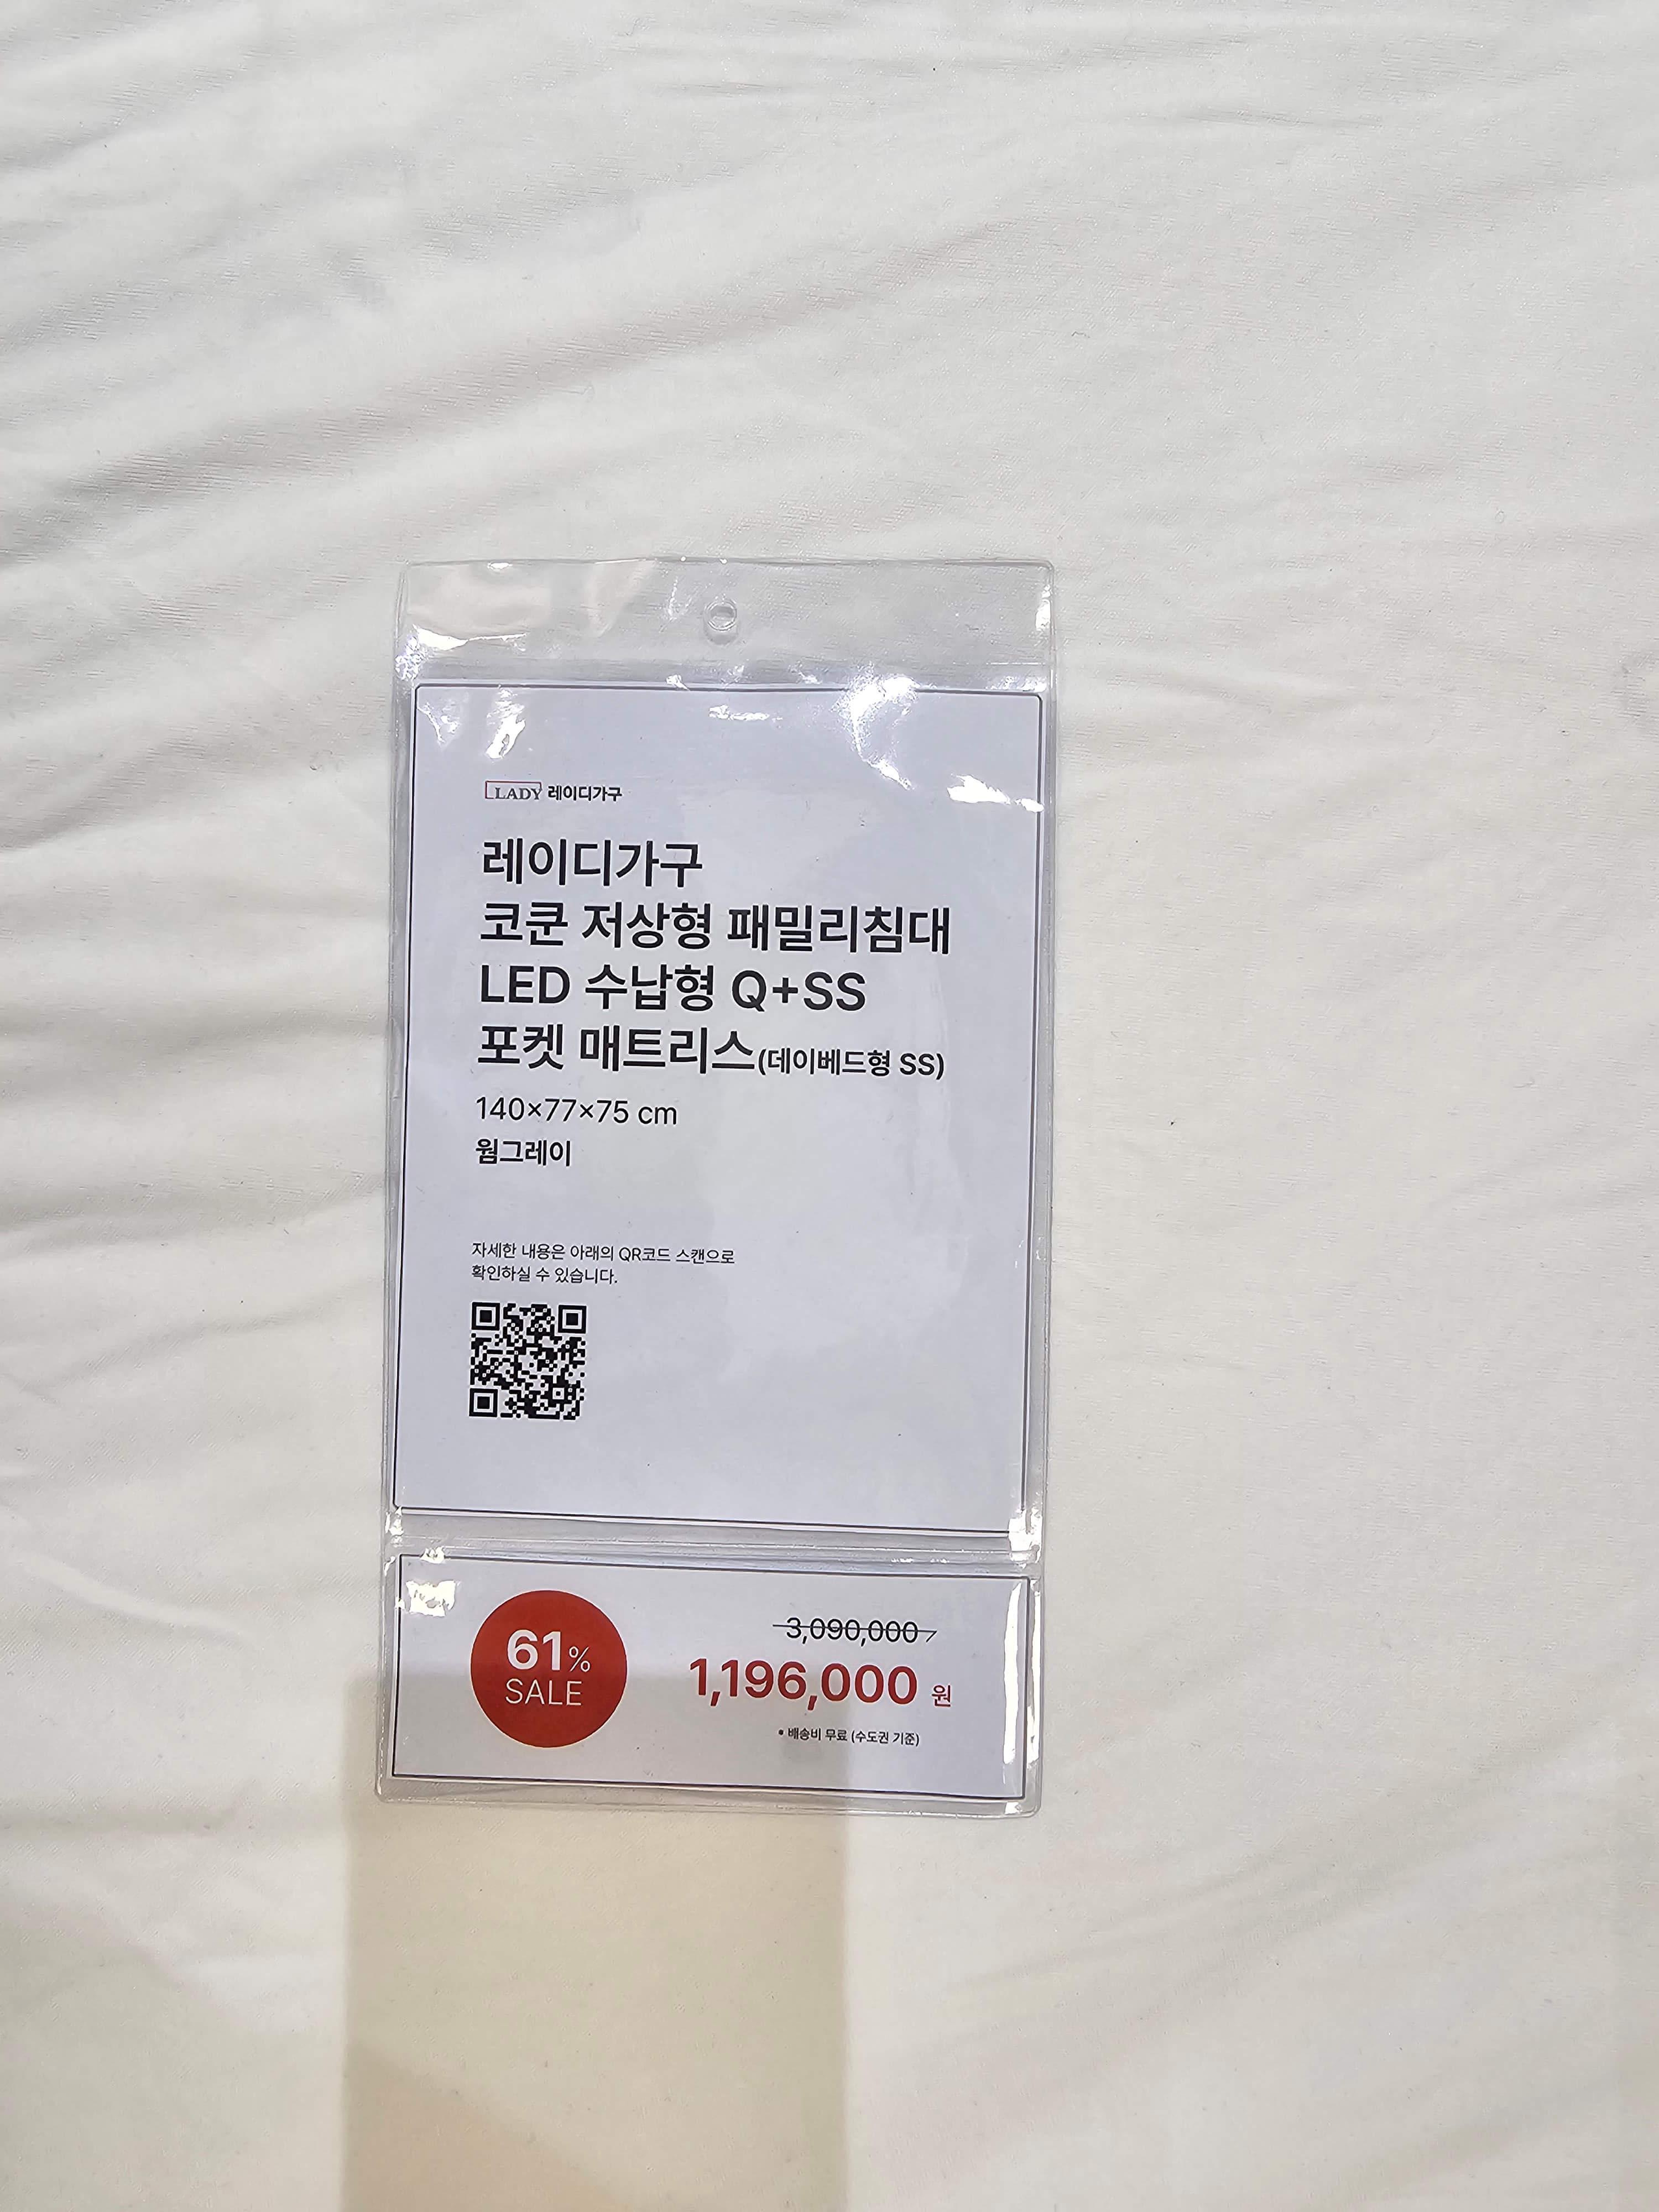 LADY 레이디가구
레이디가구
코쿤 저상형 패밀리침대
LED 수납형 Q+SS
포켓 매트리스(데이베드형 SS)
140×77×75 cm
웜그레이
자세한 내용은 아래의 QR코드 스캔으로
확인하실 수 있습니다.
61%
SALE
3,090,000
1,196,000 원
• 배송비 무료 (수도권 기준)